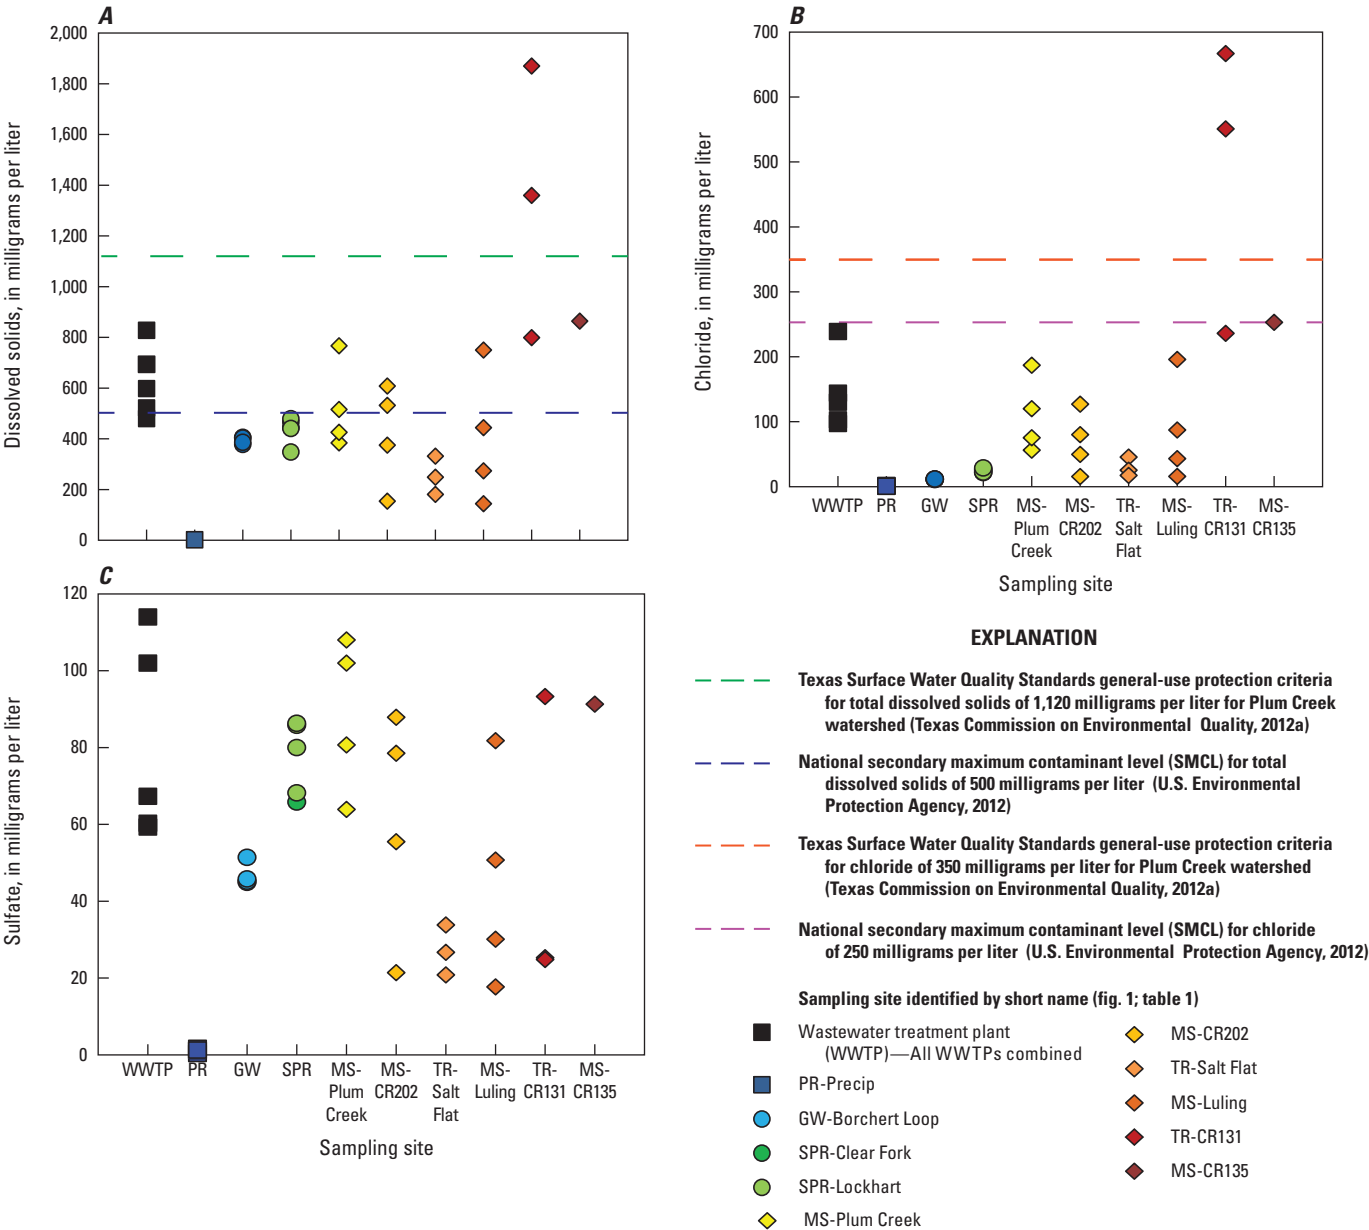 A
2,000
1,800
1,600
1,400
1,200
1,000
800
600
400
200
0
Dissolved solids, in milligrams per liter
B
700
600
500
400
300
200
100
0
Chloride, in milligrams per liter
WWTP PR GW SPR MS- MS- TR- MS- TR- MS-
Plum CR202 Salt Luling CR131 CR135
Creek Flat
Sampling site
C
120
100
80
60
40
20
0
Sulfate, in milligrams per liter
WWTP PR GW SPR MS- MS- TR- MS- TR- MS-
Plum CR202 Salt Luling CR131 CR135
Creek Flat
Sampling site
EXPLANATION
Texas Surface Water Quality Standards general-use protection criteria
for total dissolved solids of 1,120 milligrams per liter for Plum Creek
watershed (Texas Commission on Environmental Quality, 2012a)
National secondary maximum contaminant level (SMCL) for total
dissolved solids of 500 milligrams per liter (U.S. Environmental
Protection Agency, 2012)
Texas Surface Water Quality Standards general-use protection criteria
for chloride of 350 milligrams per liter for Plum Creek watershed
(Texas Commission on Environmental Quality, 2012a)
National secondary maximum contaminant level (SMCL) for chloride
of 250 milligrams per liter (U.S. Environmental Protection Agency, 2012)
Sampling site identified by short name (fig. 1; table 1)
Wastewater treatment plant
(WWTP)—All WWTPs combined
PR-Precip
GW-Borchert Loop
SPR-Clear Fork
SPR-Lockhart
MS-Plum Creek
MS-CR202
TR-Salt Flat
MS-Luling
TR-CR131
MS-CR135